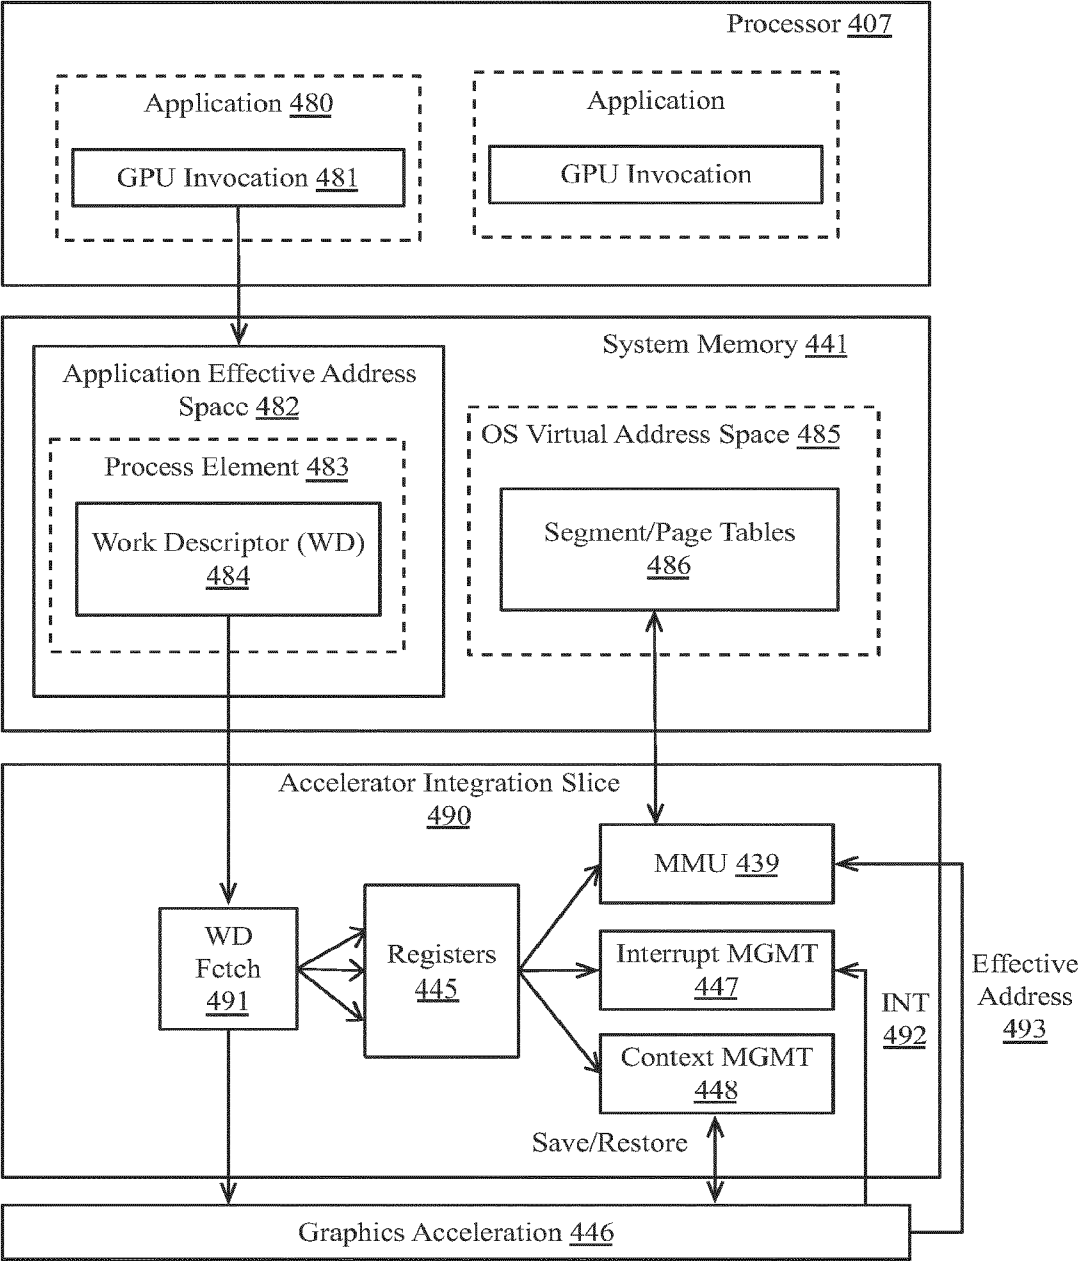 Processor 407
Application 480
GPU Invocation 481
Application
GPU Invocation
System Memory 441
Application Effective Address
Space 482
Process Element 483
Work Descriptor (WD)
484
OS Virtual Address Space 485
Segment/Page Tables
486
Accelerator Integration Slice
490
MMU 439
WD
Fetch
491
Registers
445
Interrupt MGMT
447
Context MGMT
448
INT
492
Effective
Address
493
Save/Restore
Graphics Acceleration 446